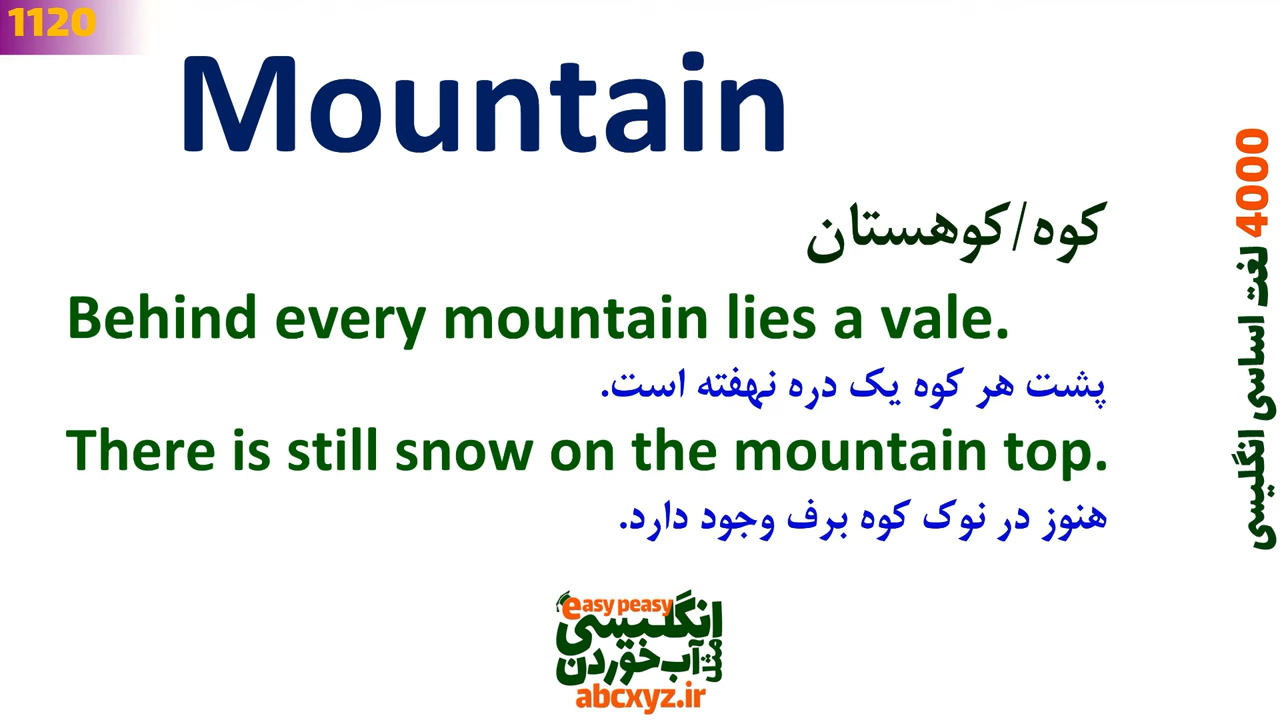 1120
Mountain
کوه/کوهستان
Behind every mountain lies a vale.
پشت هر کوه یک دره نهفته است.
There is still snow on the mountain top.
هنوز در نوک کوه برف وجود دارد.
4000 لغت اساسی انگلیسی
easy peasy
انگلیسی
مثل آب خوردن
abcxyz.ir